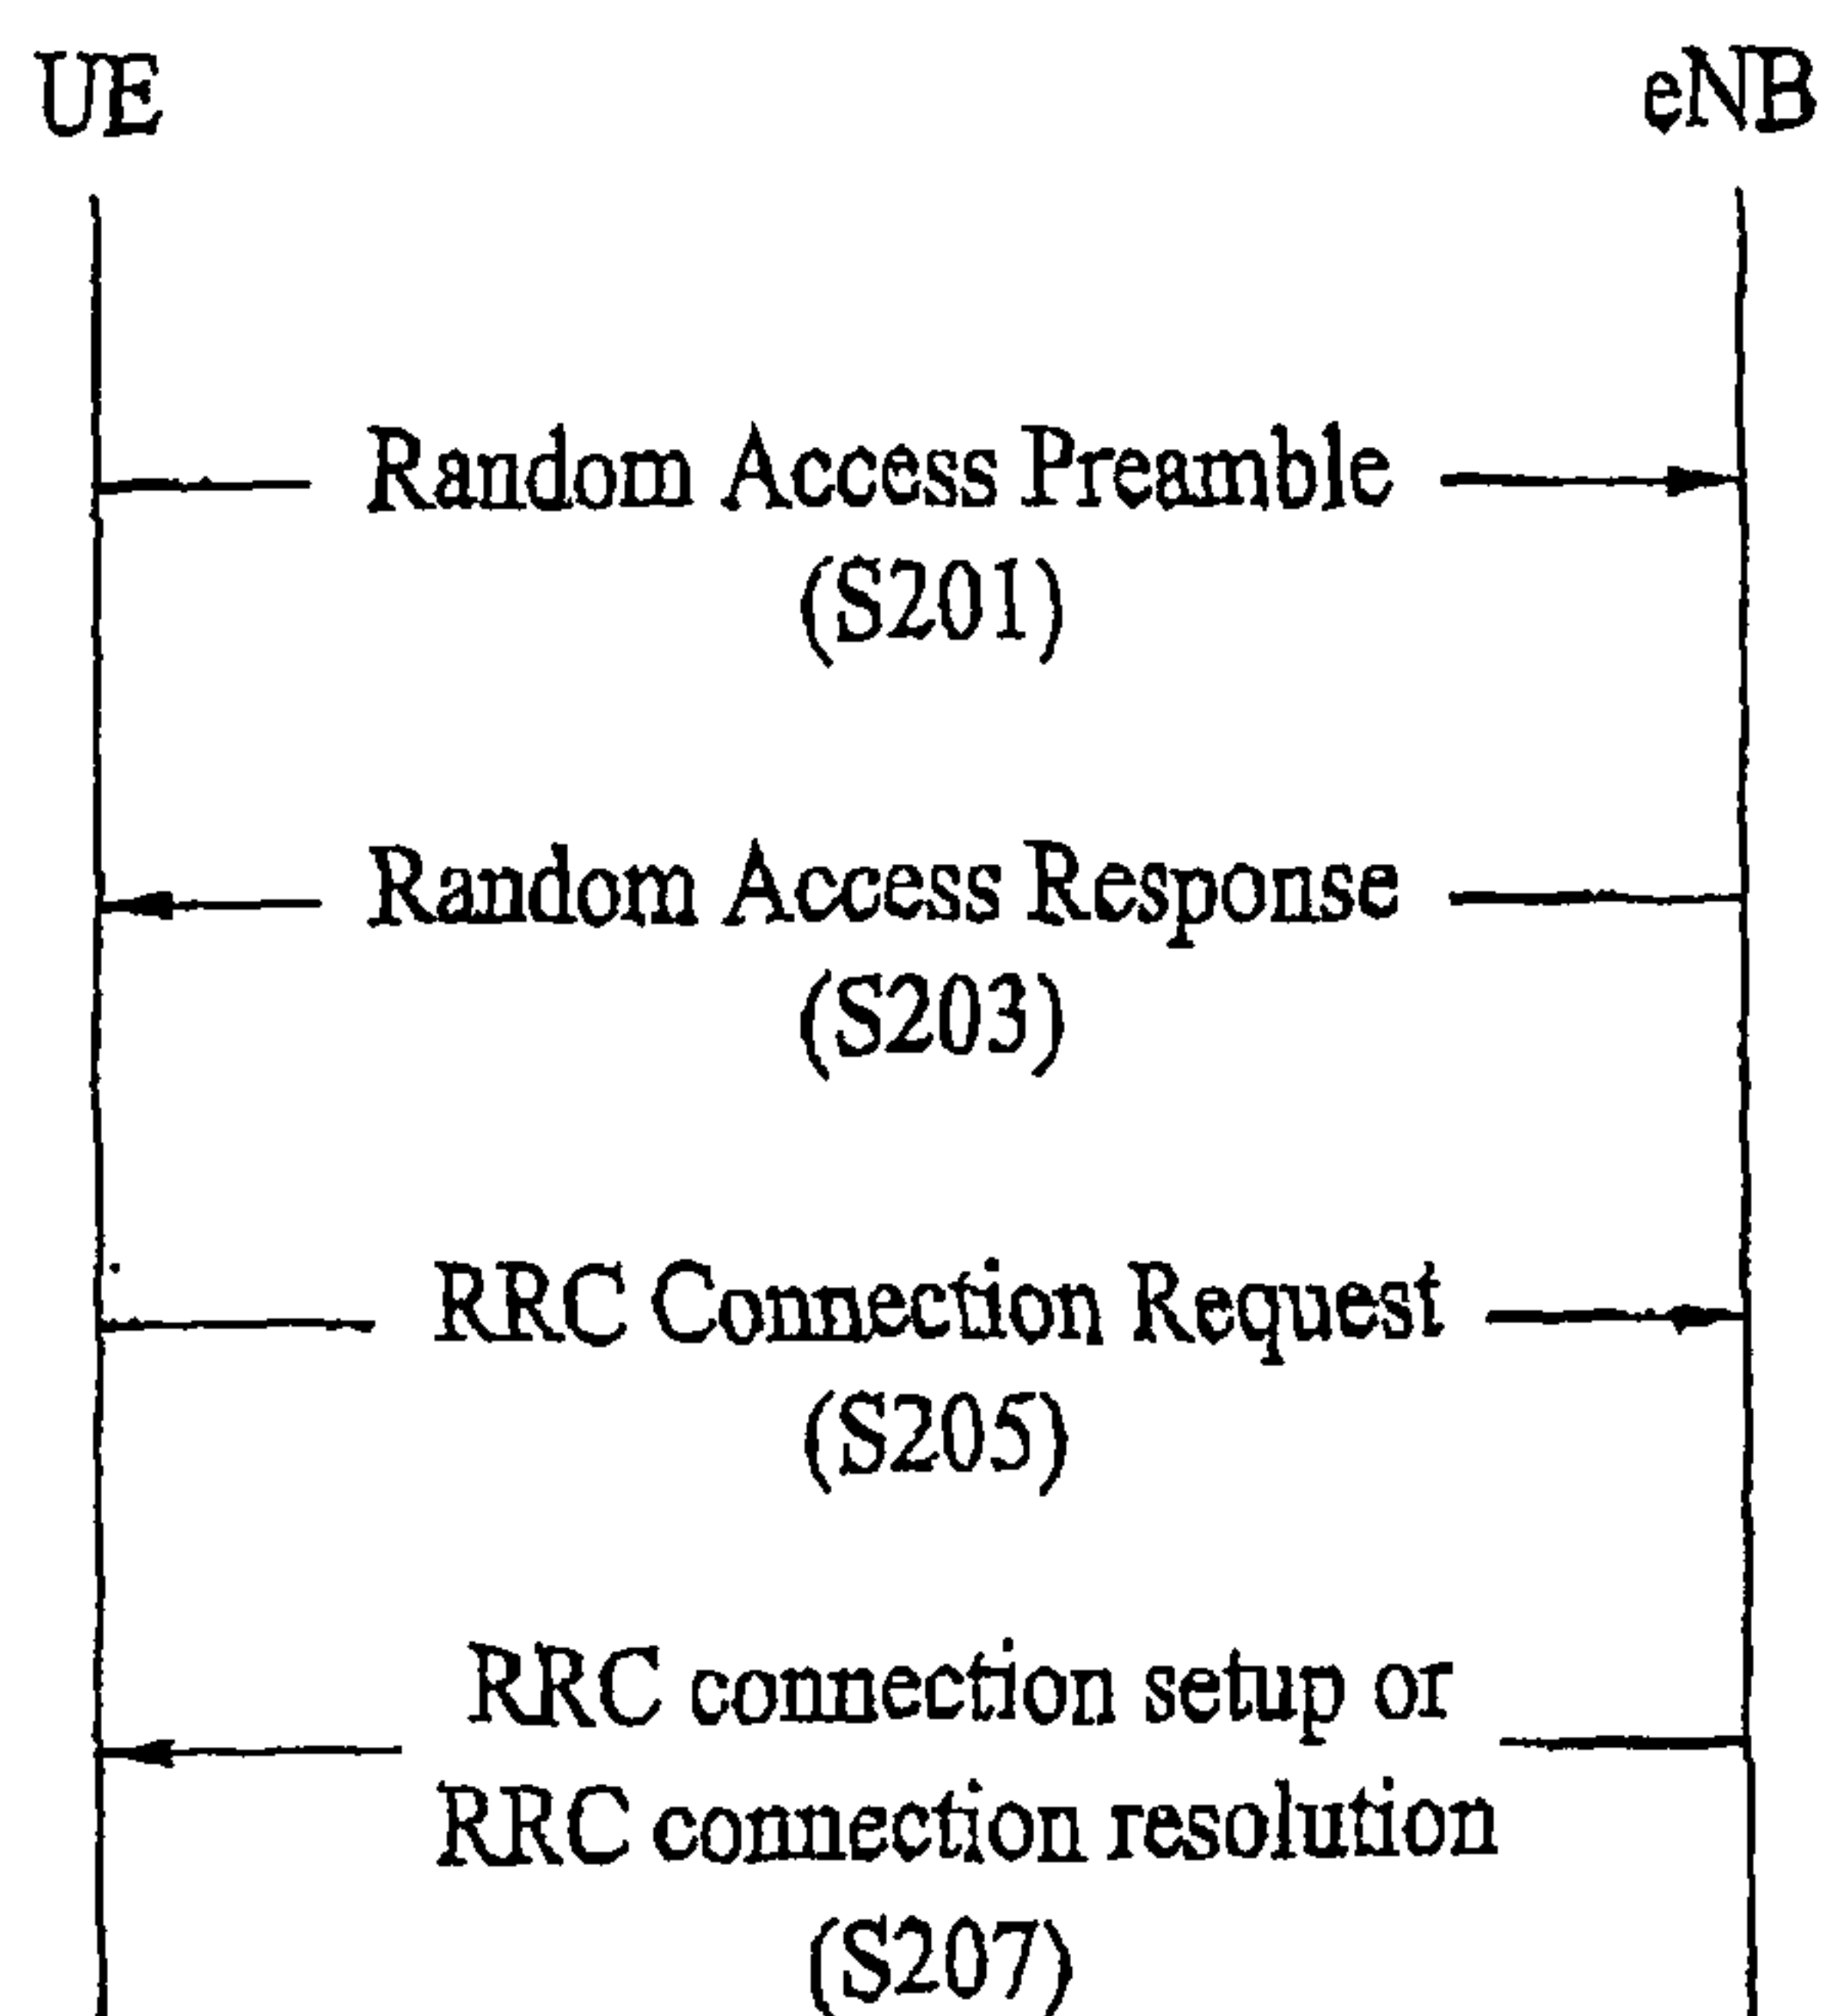 UE eNB
Random Access Preamble
(S201)
Random Access Response
(S203)
RRC Connection Request
(S205)
RRC connection setup or
RRC connection resolution
(S207)